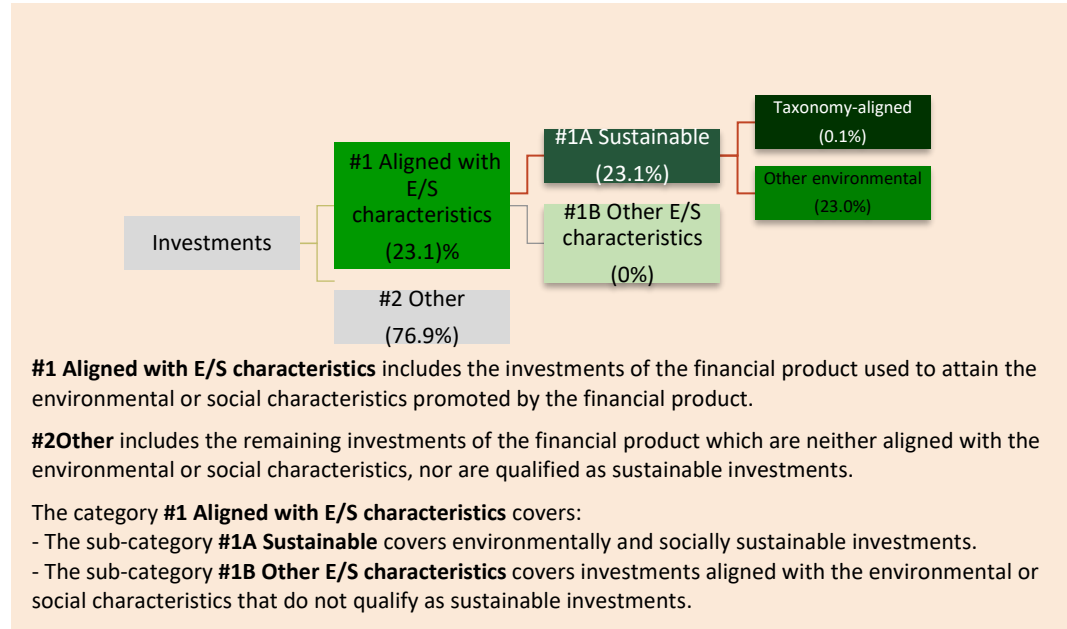 Investments
#1 Aligned with
E/S
characteristics
(23.1)%
#2 Other
(76.9%)
#1A Sustainable
(23.1%)
#1B Other E/S
characteristics
(0%)
Taxonomy-aligned
(0.1%)
Other environmental
(23.0%)
#1 Aligned with E/S characteristics includes the investments of the financial product used to attain the
environmental or social characteristics promoted by the financial product.
#2Other includes the remaining investments of the financial product which are neither aligned with the
environmental or social characteristics, nor are qualified as sustainable investments.
The category #1 Aligned with E/S characteristics covers:
- The sub-category #1A Sustainable covers environmentally and socially sustainable investments.
- The sub-category #1B Other E/S characteristics covers investments aligned with the environmental or
social characteristics that do not qualify as sustainable investments.